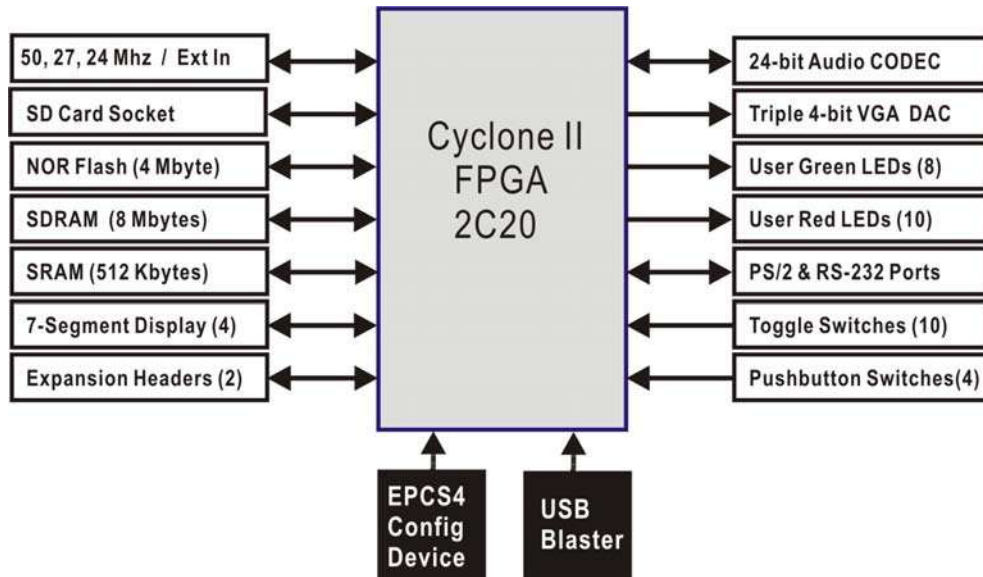 50, 27, 24 Mhz / Ext In
SD Card Socket
NOR Flash (4 Mbyte)
SDRAM (8 Mbytes)
SRAM (512 Kbytes)
7-Segment Display (4)
Expansion Headers (2)
Cyclone II
FPGA
2C20
24-bit Audio CODEC
Triple 4-bit VGA DAC
User Green LEDs (8)
User Red LEDs (10)
PS/2 & RS-232 Ports
Toggle Switches (10)
Pushbutton Switches(4)
EPCS4
Config
Device
USB
Blaster